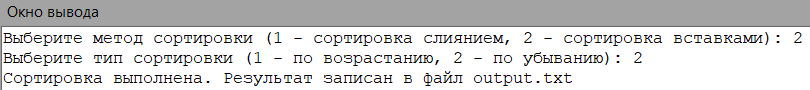 Окно вывода
Выберите метод сортировки (1 - сортировка слиянием, 2 - сортировка вставками): 2
Выберите тип сортировки (1 - по возрастанию, 2 - по убыванию): 2
Сортировка выполнена. Результат записан в файл output.txt